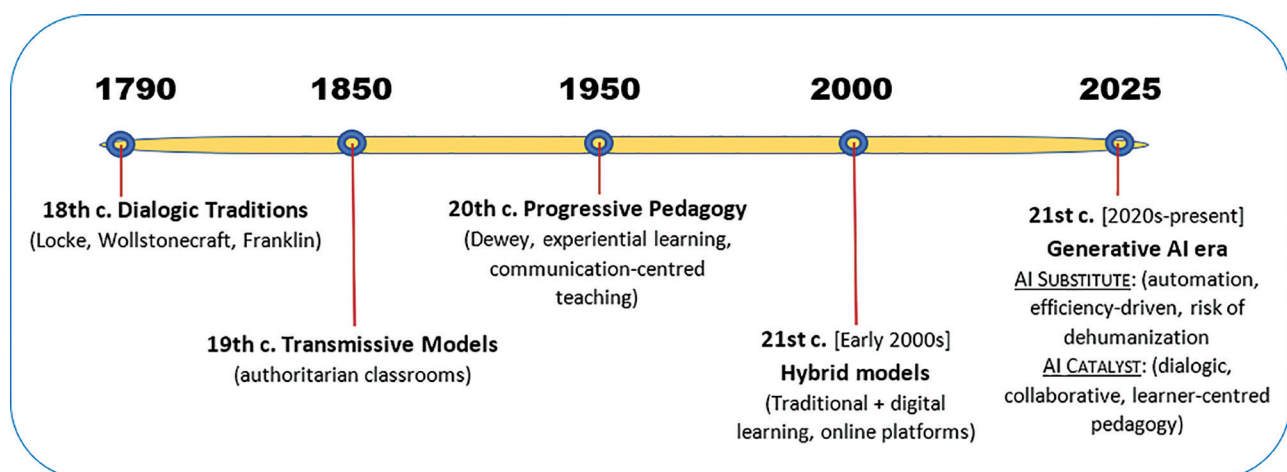 1790
1850
1950
2000
2025
18th c. Dialogic Traditions
(Locke, Wollstonecraft, Franklin)
19th c. Transmissive Models
(authoritarian classrooms)
20th c. Progressive Pedagogy
(Dewey, experiential learning,
communication-centred
teaching)
21st c. [Early 2000s]
Hybrid models
(Traditional + digital
learning, online platforms)
21st c. [2020s-present]
Generative AI era
AI SUBSTITUTE: (automation,
efficiency-driven, risk of
dehumanization
AI CATALYST: (dialogic,
collaborative, learner-centred
pedagogy)